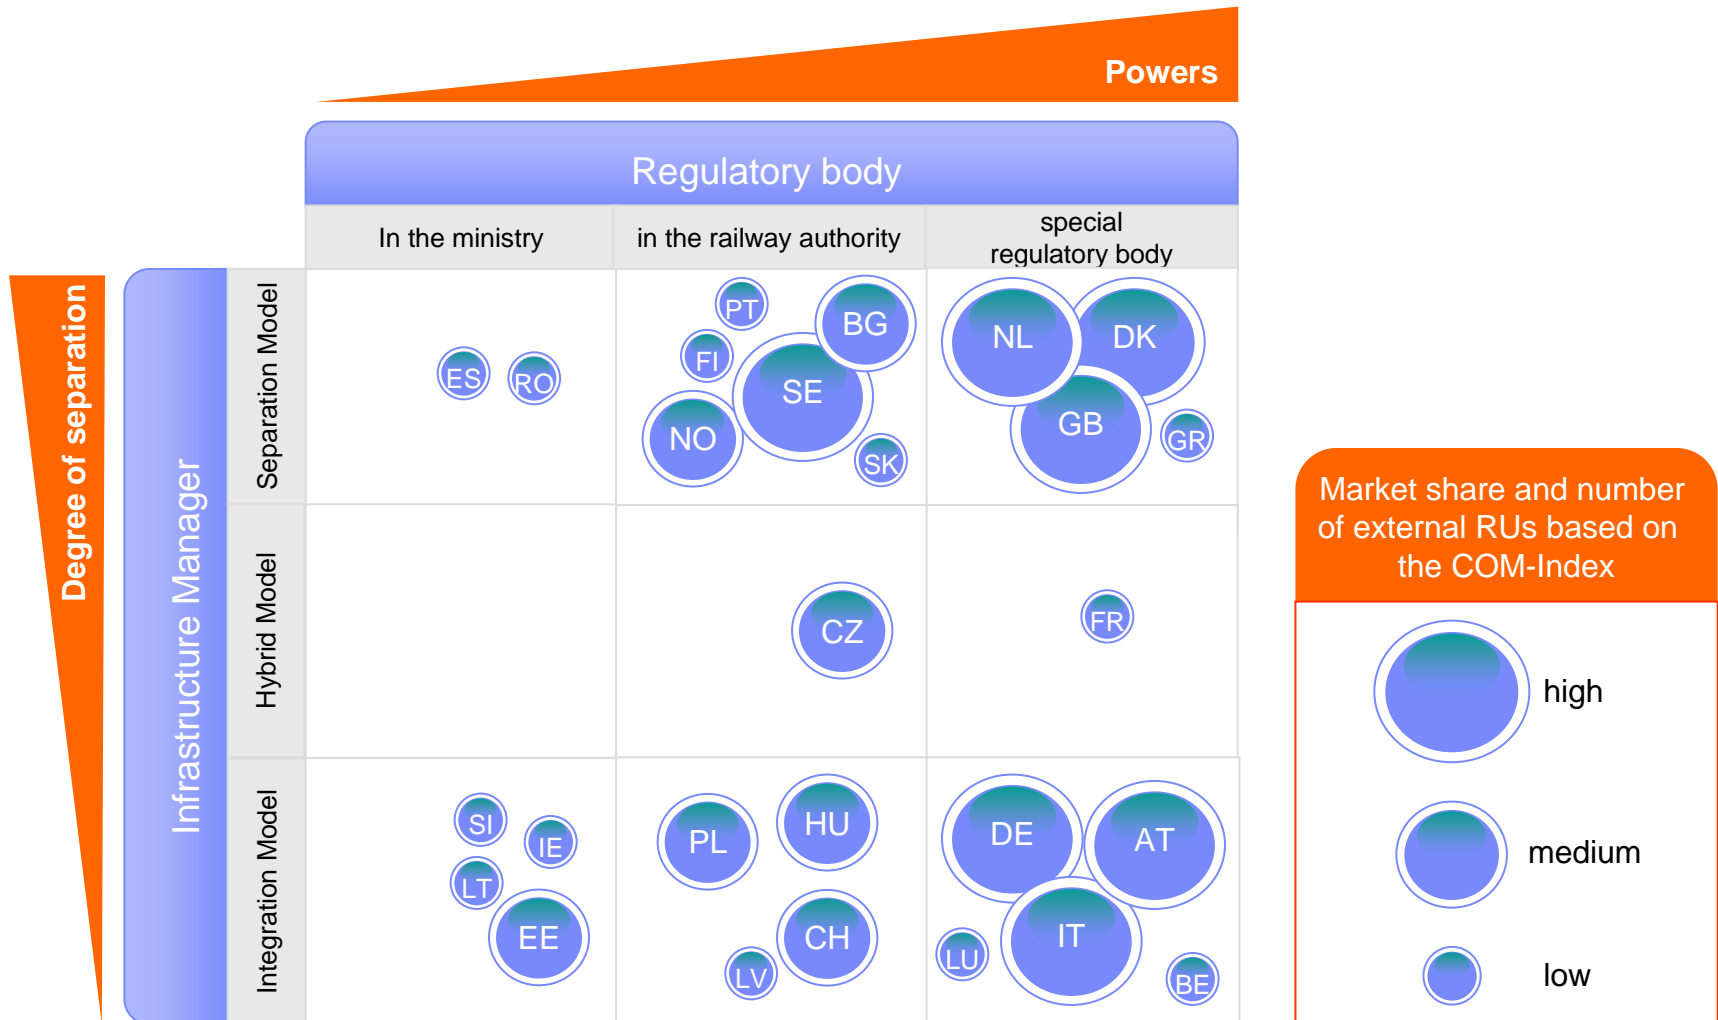 Powers
Regulatory body
In the ministry
in the railway authority
special
regulatory body
Degree of separation
Infrastructure Manager
Separation Model
ES
RO
PT
FI
BG
SE
NO
SK
NL
DK
GB
GR
Hybrid Model
CZ
FR
Integration Model
SI
IE
LT
EE
PL
HU
CH
LV
DE
AT
IT
LU
BE
Market share and number
of external RUs based on
the COM-Index
high
medium
low